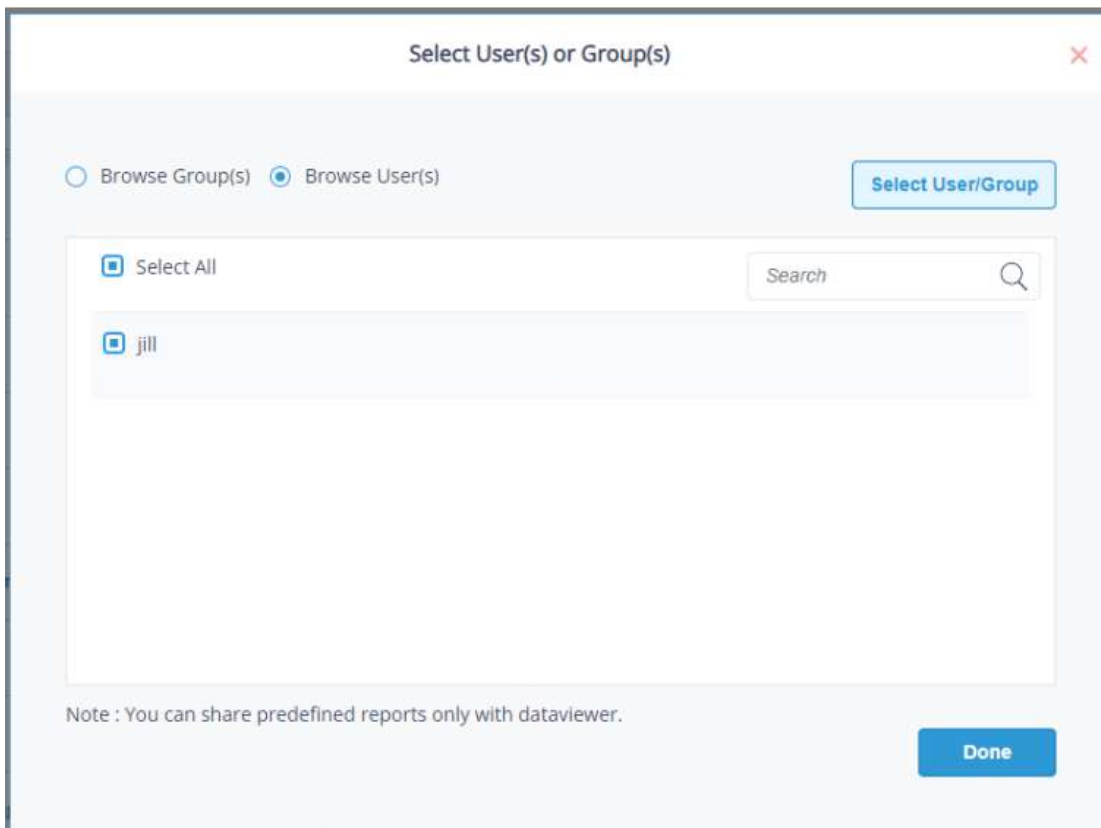 Select User(s) or Group(s)
Browse Group(s) Browse User(s)
Select User/Group
Select All
Search
jill
Note : You can share predefined reports only with dataviewer.
Done